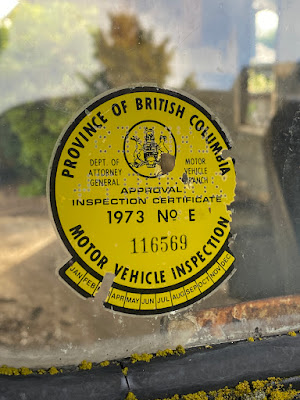 PROVINCE OF BRITISH COLUMBIA
DEPT. OF
ATTORNEY
GENERAL
MOTOR
VEHICLE
BRANCH
APPROVAL
INSPECTION CERTIFICATE
1973 No E
116569
MOTOR VEHICLE INSPECTION
JAN FEB APR MAY JUN JUL AUG SEP OCT NOV DEC